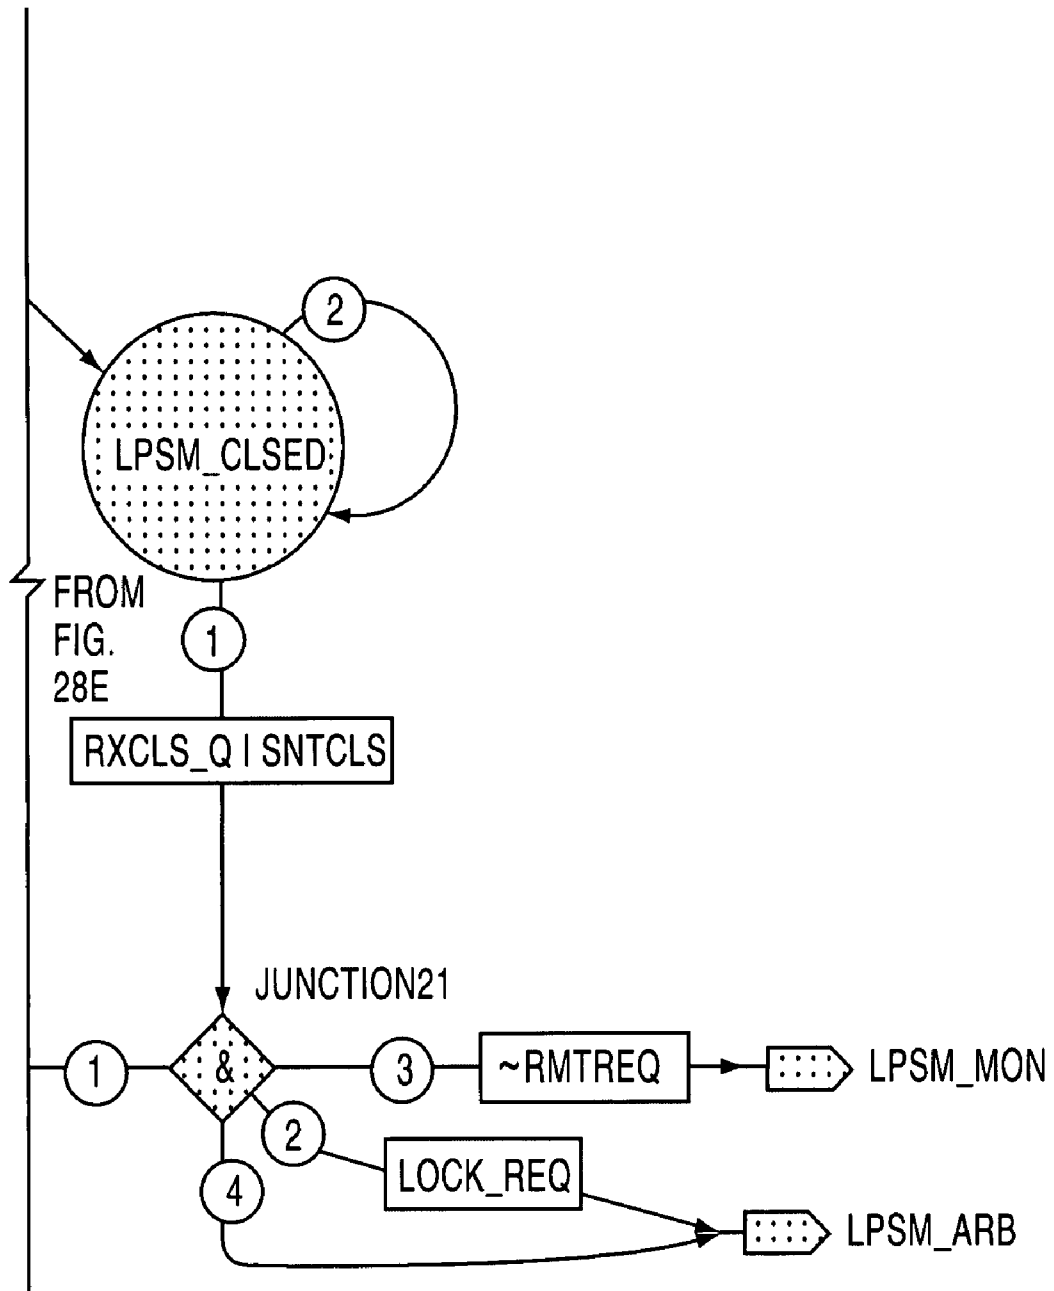 2
LPSM_CLSED
FROM
FIG.
28E
1
RXCLS_Q | SNTCLS
JUNCTION21
1
&
3
~RMTREQ
LPSM_MON
2
LOCK_REQ
4
LPSM_ARB